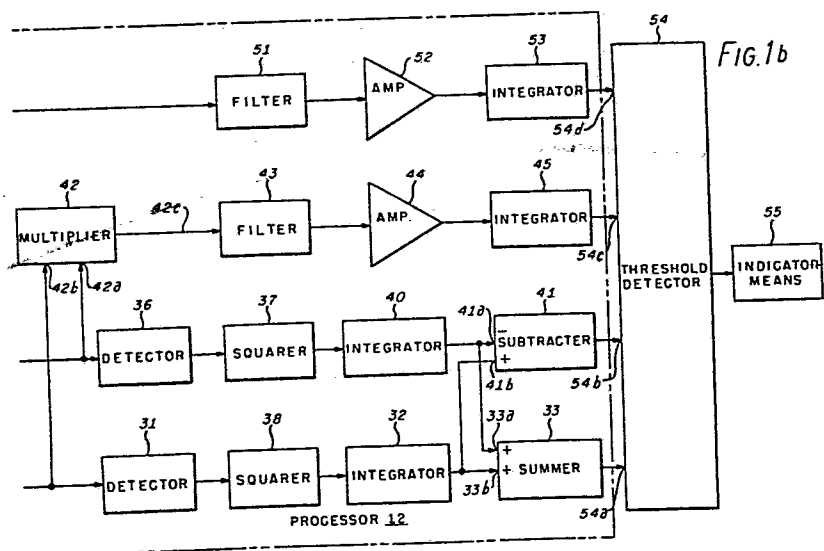 54
FIG.1b
51
52
53
FILTER
AMP
INTEGRATOR
54d
42
43
44
45
42c
MULTIPLIER
FILTER
AMP.
INTEGRATOR
54c
55
42b
42a
THRESHOLD
DETECTOR
INDICATOR
MEANS
36
37
40
41a
41
DETECTOR
SQUARER
INTEGRATOR
−
SUBTRACTER
+
41b
54b
31
38
32
33a
33
DETECTOR
SQUARER
INTEGRATOR
+
+ SUMMER
33b
54a
PROCESSOR 12